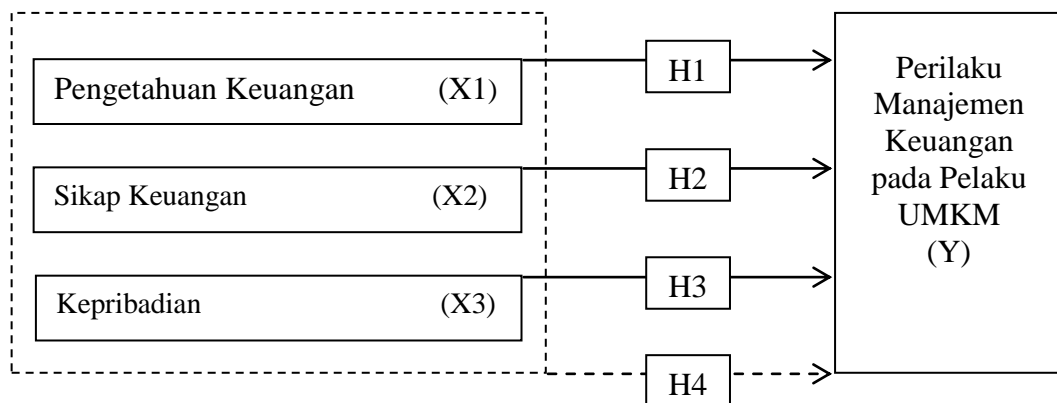 Pengetahuan Keuangan (X1)
Sikap Keuangan (X2)
Kepribadian (X3)
H1
H2
H3
H4
Perilaku
Manajemen
Keuangan
pada Pelaku
UMKM
(Y)